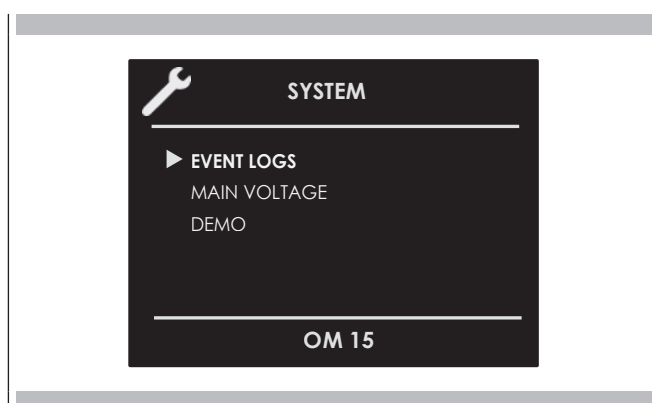 SYSTEM
EVENT LOGS
MAIN VOLTAGE
DEMO
OM 15